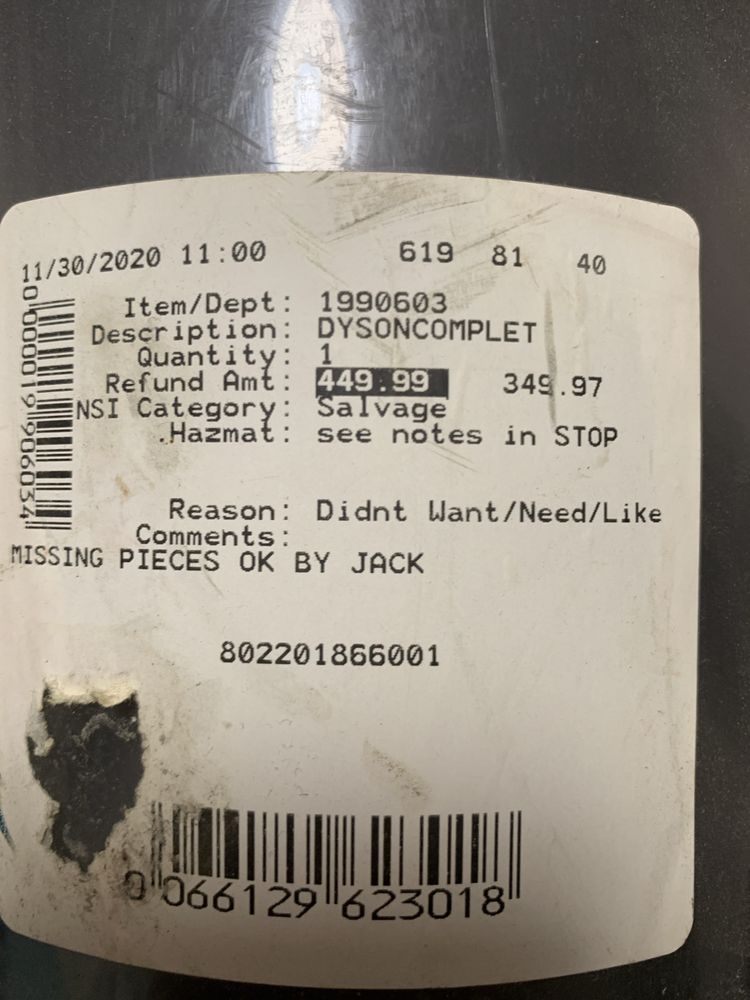 11/30/2020 11:00 619 81 40
Item/Dept: 1990603
Description: DYSONCOMPLET
Quantity: 1
Refund Amt: 449.99 349.97
NSI Category: Salvage
.Hazmat: see notes in STOP
0000019906034
Reason: Didnt Want/Need/Like
Comments:
MISSING PIECES OK BY JACK
802201866001
0 066129 623018